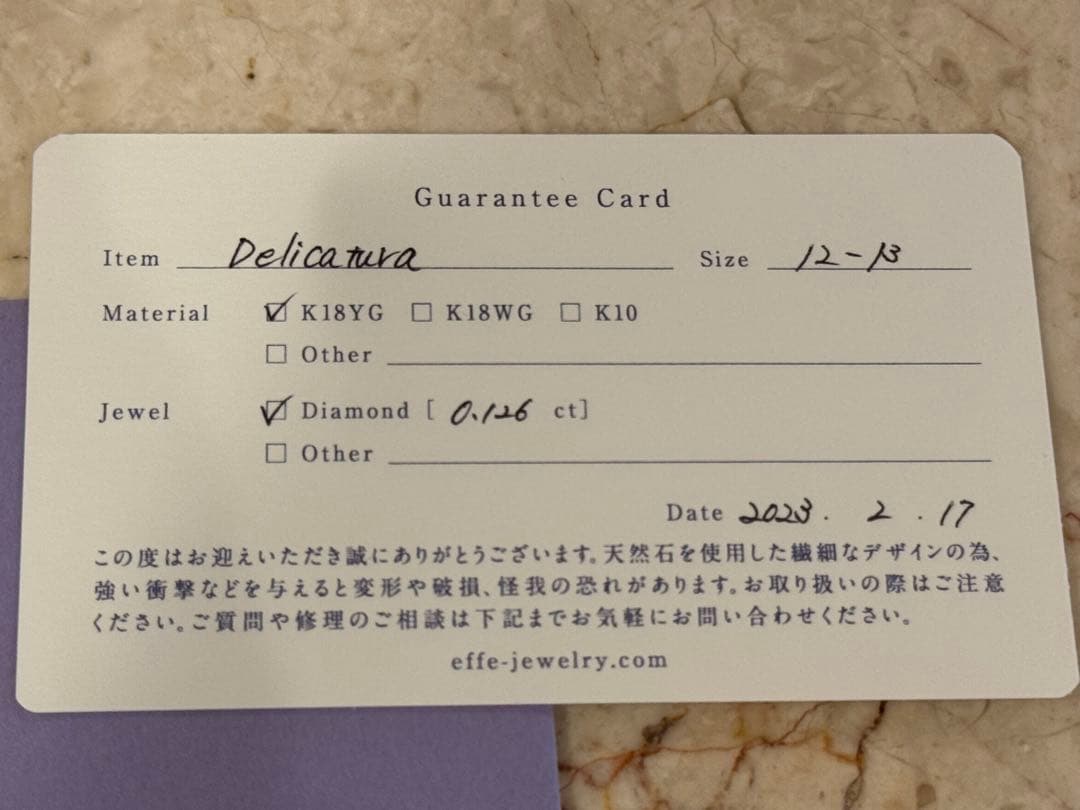 Guarantee Card
Item Delicatura Size 12-13
Material ☑ K18YG ☐ K18WG ☐ K10
☐ Other
Jewel ☑ Diamond [ 0.126 ct]
☐ Other
Date 2023. 2 . 17
この度はお迎えいただき誠にありがとうございます。天然石を使用した繊細なデザインの為、
強い衝撃などを与えると変形や破損、怪我の恐れがあります。お取り扱いの際はご注意
ください。ご質問や修理のご相談は下記までお気軽にお問い合わせください。
effe-jewelry.com